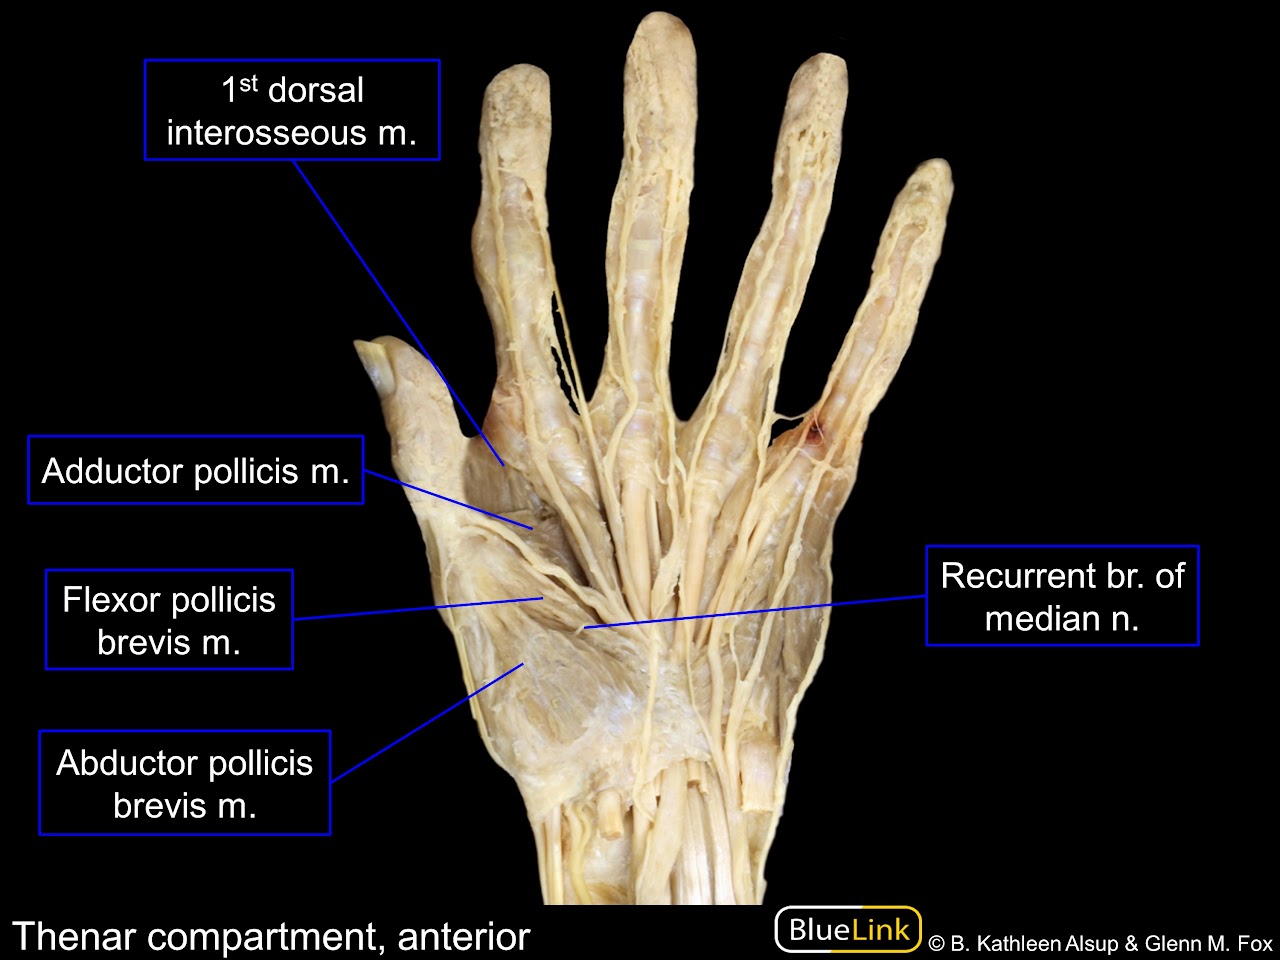 1st dorsal
interosseous m.
Adductor pollicis m.
Flexor pollicis
brevis m.
Recurrent br. of
median n.
Abductor pollicis
brevis m.
Thenar compartment, anterior
BlueLink
© B. Kathleen Alsup & Glenn M. Fox